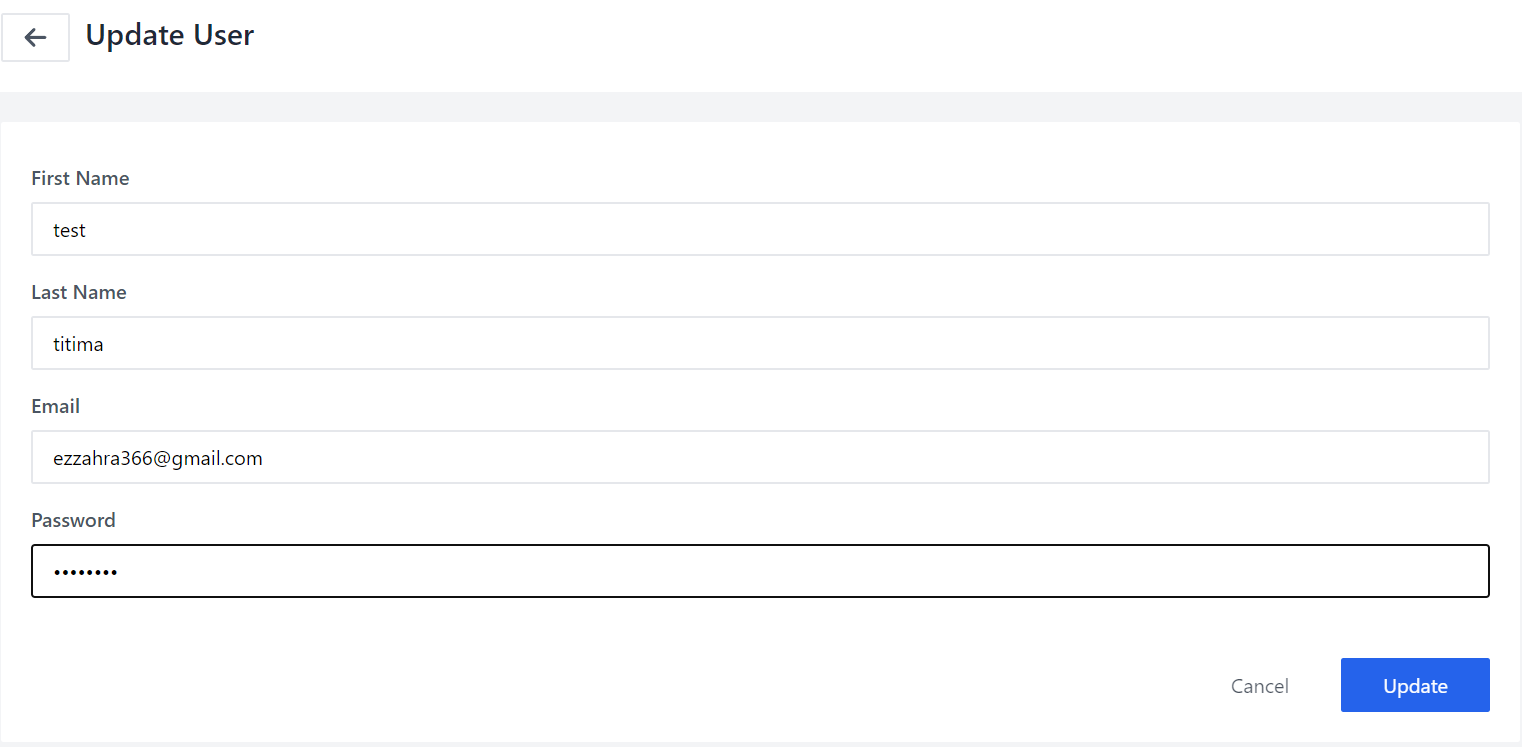 Update User
First Name
test
Last Name
titima
Email
ezzahra366@gmail.com
Password
••••••••
Cancel
Update